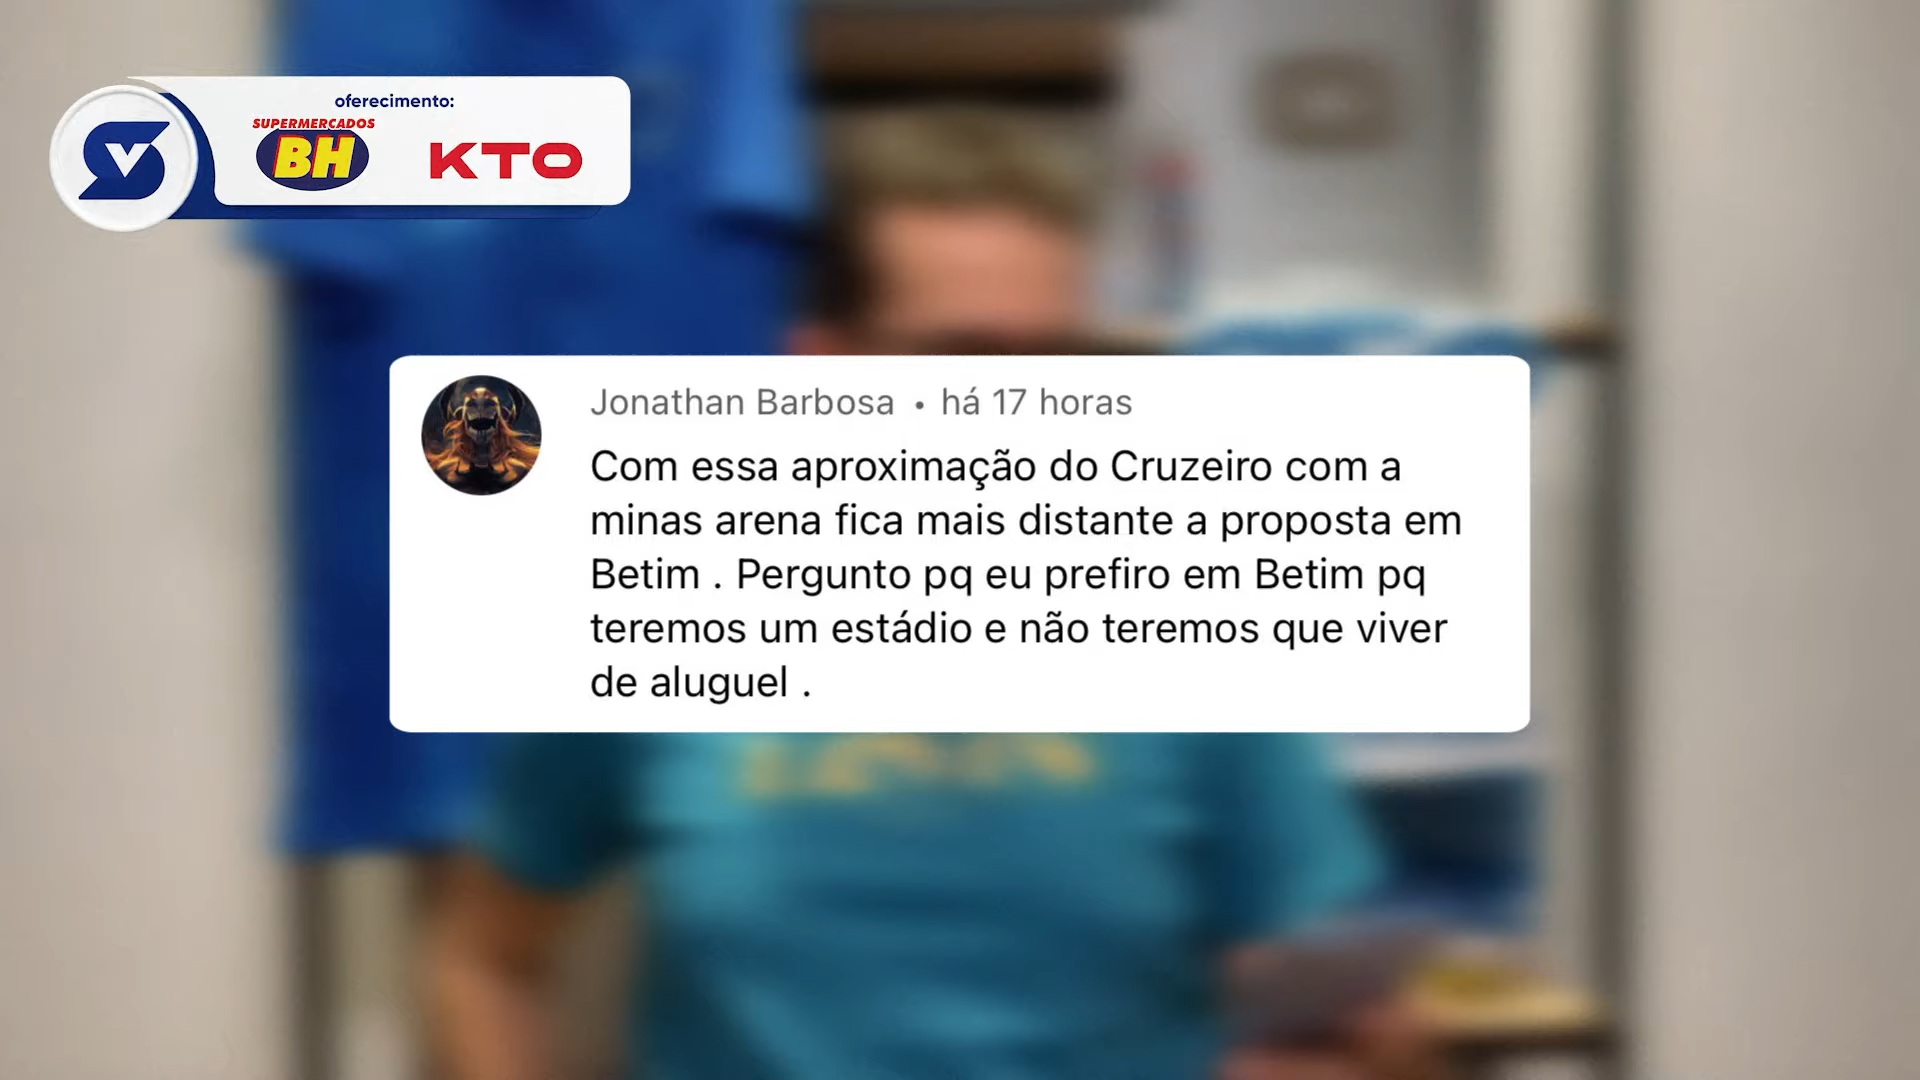 oferecimento:
SUPERMERCADOS
BH
KTO
Jonathan Barbosa • há 17 horas
Com essa aproximação do Cruzeiro com a
minas arena fica mais distante a proposta em
Betim . Pergunto pq eu prefiro em Betim pq
teremos um estádio e não teremos que viver
de aluguel .